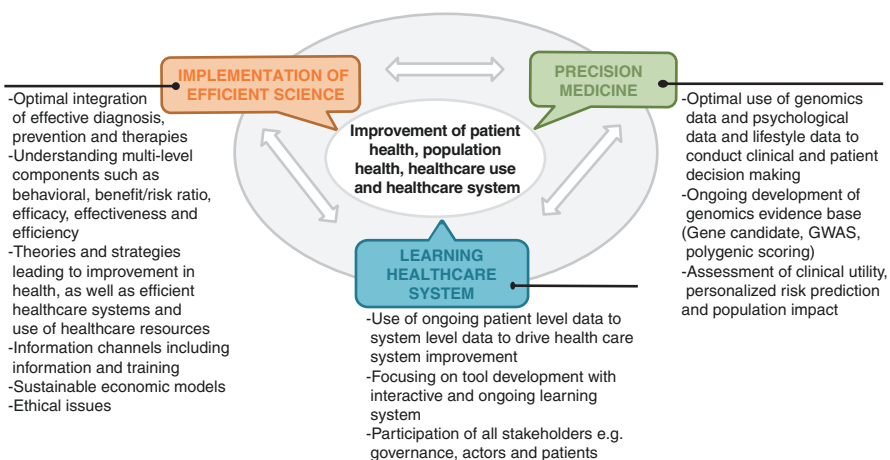 IMPLEMENTATION OF
EFFICIENT SCIENCE
PRECISION
MEDICINE
Improvement of patient
health, population
health, healthcare use
and healthcare system
LEARNING
HEALTHCARE
SYSTEM
-Optimal integration
of effective diagnosis,
prevention and therapies
-Understanding multi-level
components such as
behavioral, benefit/risk ratio,
efficacy, effectiveness and
efficiency
-Theories and strategies
leading to improvement in
health, as well as efficient
healthcare systems and
use of healthcare resources
-Information channels including
information and training
-Sustainable economic models
-Ethical issues
-Optimal use of genomics
data and psychological
data and lifestyle data to
conduct clinical and patient
decision making
-Ongoing development of
genomics evidence base
(Gene candidate, GWAS,
polygenic scoring)
-Assessment of clinical utility,
personalized risk prediction
and population impact
-Use of ongoing patient level data to
system level data to drive health care
system improvement
-Focusing on tool development with
interactive and ongoing learning
system
-Participation of all stakeholders e.g.
governance, actors and patients